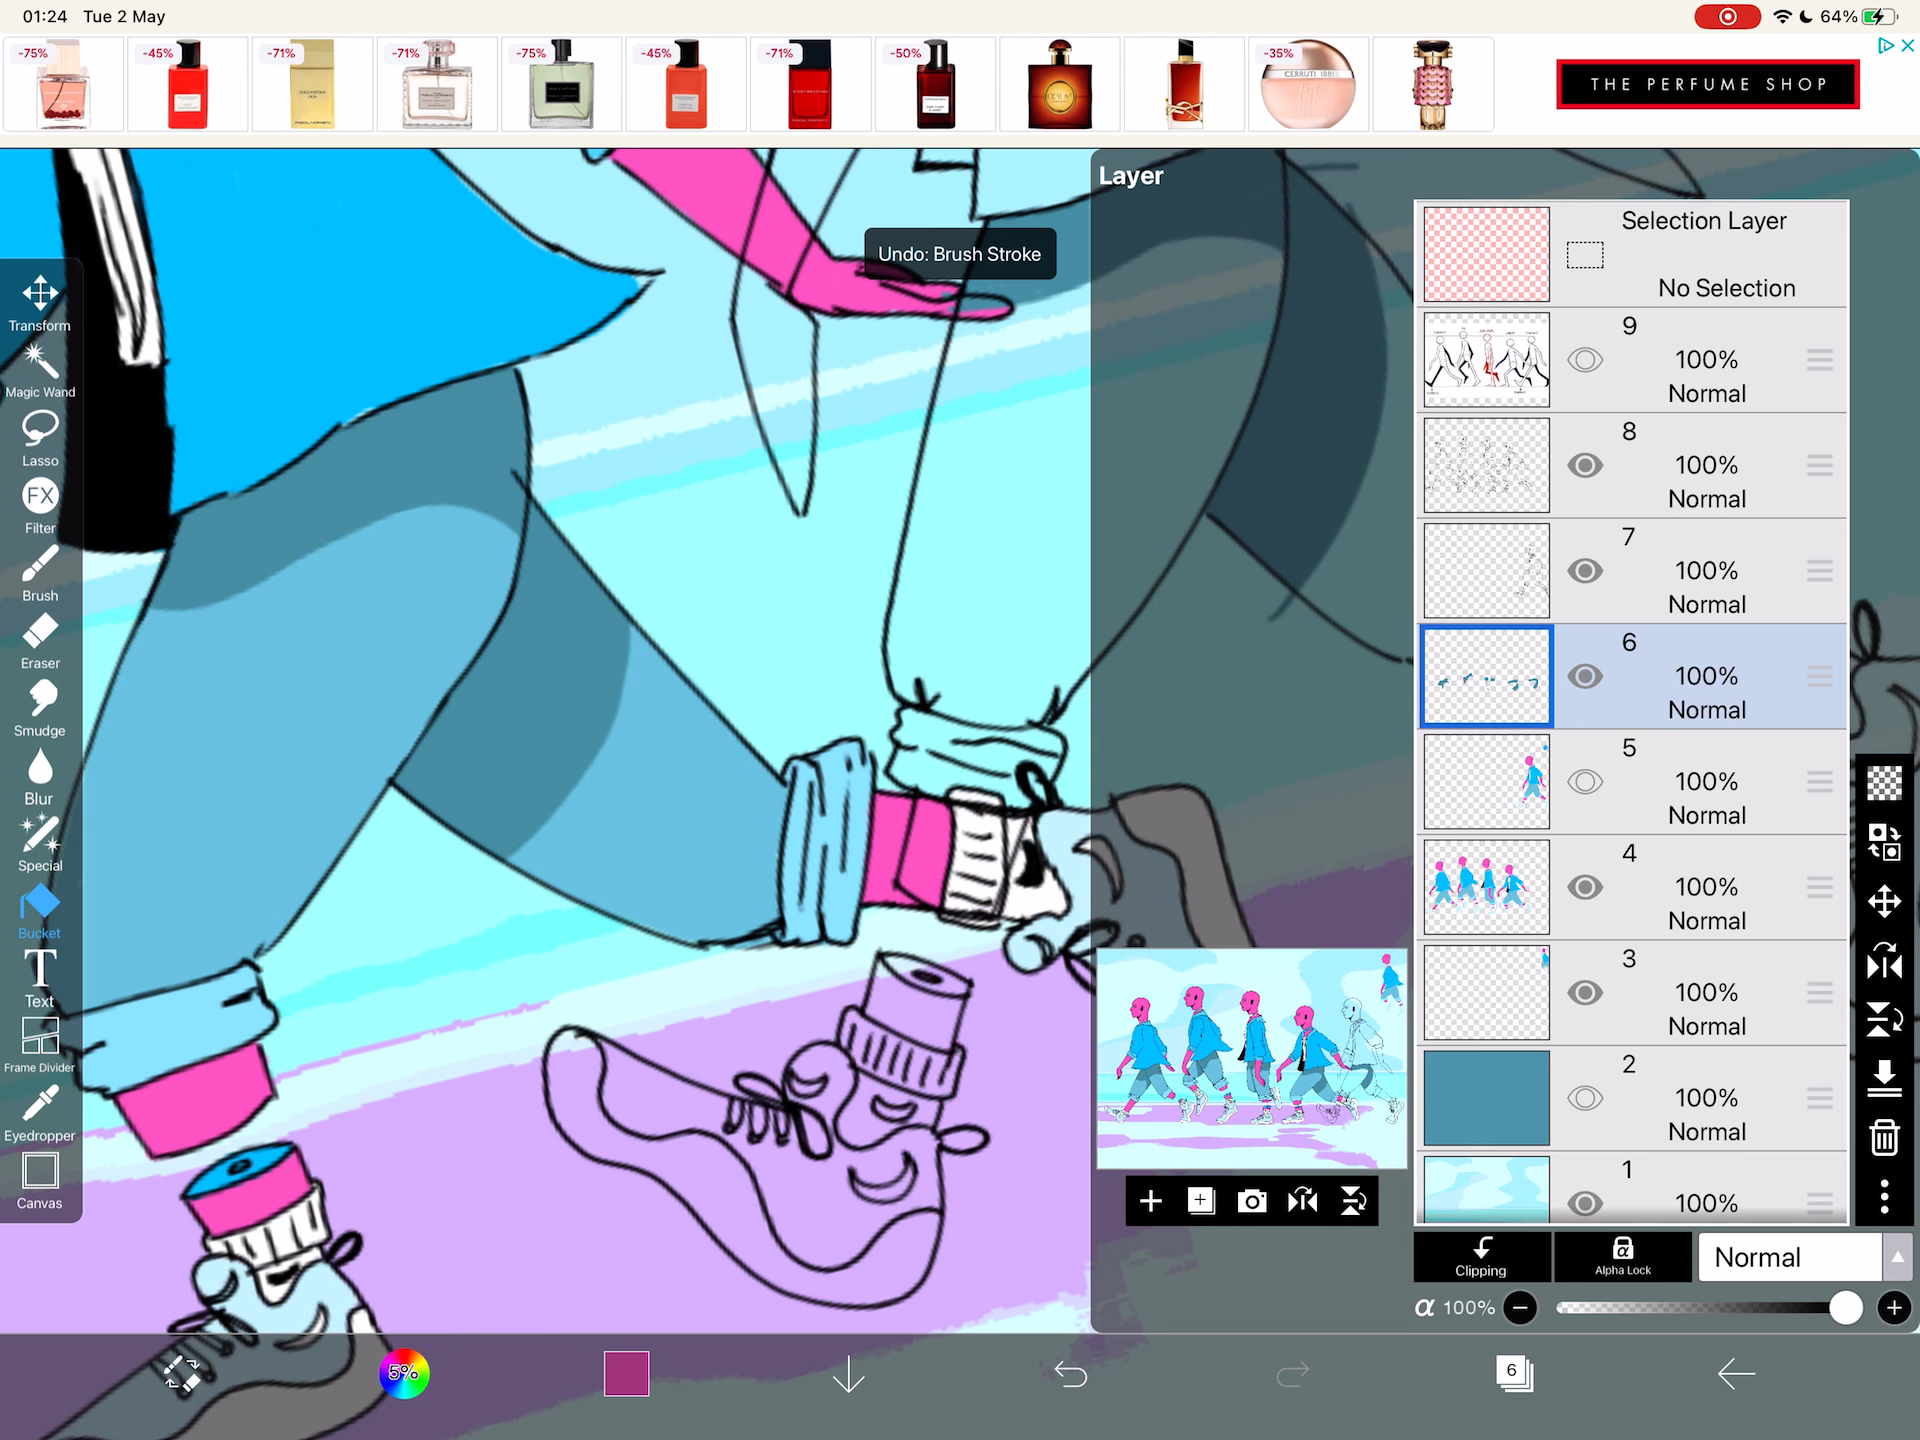 01:24 Tue 2 May
64%
-75%
-45%
-71%
-71%
-75%
-45%
-71%
-50%
-35%
CERRUTI 1881
THE PERFUME SHOP
Layer
Undo: Brush Stroke
Selection Layer
No Selection
9
100%
Normal
8
100%
Normal
7
100%
Normal
6
100%
Normal
5
100%
Normal
4
100%
Normal
3
100%
Normal
2
100%
Normal
1
100%
Transform
Magic Wand
Lasso
FX
Filter
Brush
Eraser
Smudge
Blur
Special
Bucket
T
Text
Frame Divider
Eyedropper
Canvas
Clipping
α
Alpha Lock
Normal
α 100%
5%
6